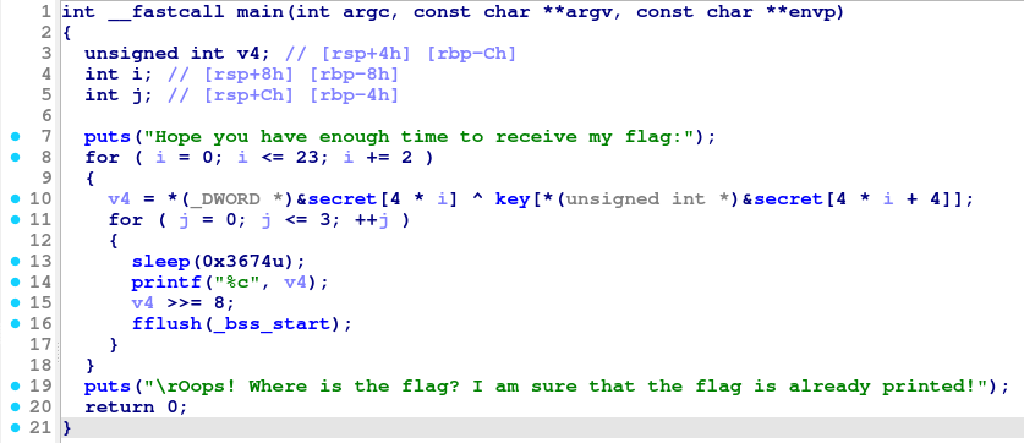 1 int __fastcall main(int argc, const char **argv, const char **envp)
2 {
3 unsigned int v4; // [rsp+4h] [rbp-Ch]
4 int i; // [rsp+8h] [rbp-8h]
5 int j; // [rsp+Ch] [rbp-4h]
6
7 puts("Hope you have enough time to receive my flag:");
8 for ( i = 0; i <= 23; i += 2 )
9 {
10 v4 = *(_DWORD *)&secret[4 * i] ^ key[*(unsigned int *)&secret[4 * i + 4]];
11 for ( j = 0; j <= 3; ++j )
12 {
13 sleep(0x3674u);
14 printf("%c", v4);
15 v4 >>= 8;
16 fflush(_bss_start);
17 }
18 }
19 puts("\rOops! Where is the flag? I am sure that the flag is already printed!");
20 return 0;
21 }